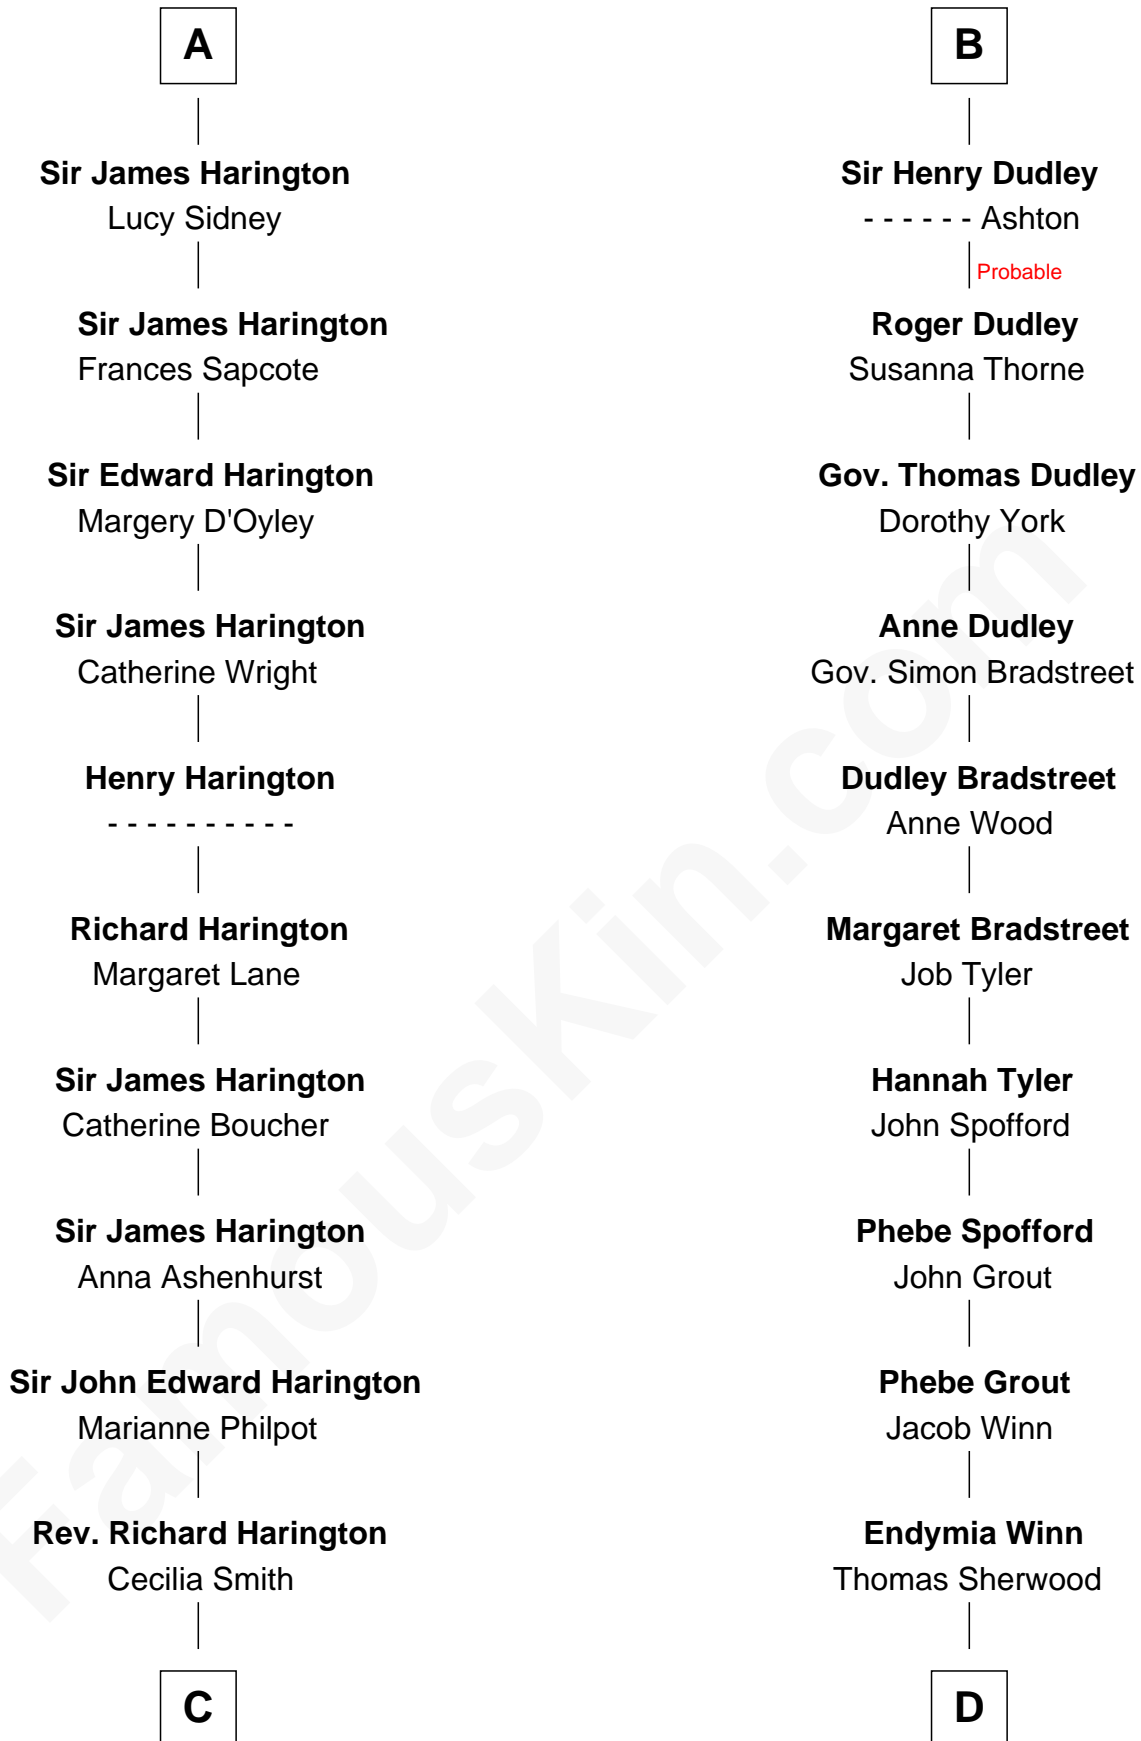 A
Sir James Harington
Lucy Sidney
Sir James Harington
Frances Sapcote
Sir Edward Harington
Margery D'Oyley
Sir James Harington
Catherine Wright
Henry Harington
- - - - - - - - - -
Richard Harington
Margaret Lane
Sir James Harington
Catherine Boucher
Sir James Harington
Anna Ashenhurst
Sir John Edward Harington
Marianne Philpot
Rev. Richard Harington
Cecilia Smith
C
B
Sir Henry Dudley
- - - - - - Ashton
Probable
Roger Dudley
Susanna Thorne
Gov. Thomas Dudley
Dorothy York
Anne Dudley
Gov. Simon Bradstreet
Dudley Bradstreet
Anne Wood
Margaret Bradstreet
Job Tyler
Hannah Tyler
John Spofford
Phebe Spofford
John Grout
Phebe Grout
Jacob Winn
Endymia Winn
Thomas Sherwood
D
FamousKin.com